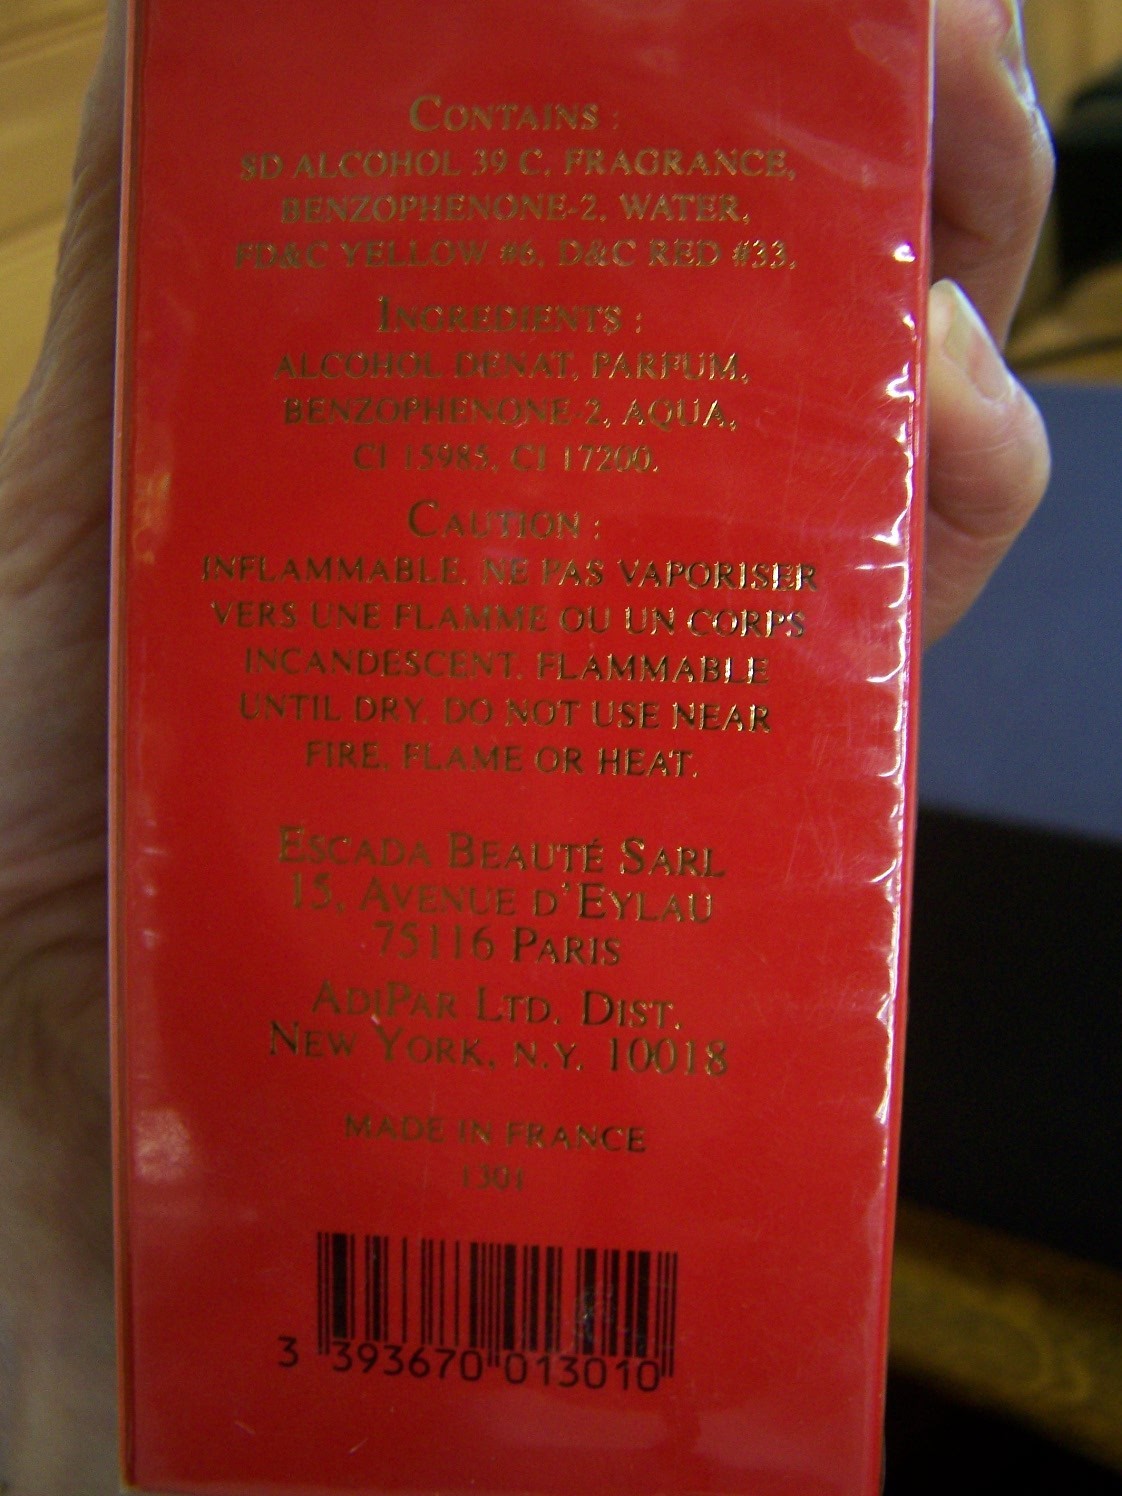 CONTAINS :
SD ALCOHOL 39 C, FRAGRANCE,
BENZOPHENONE-2, WATER,
FD&C YELLOW #6, D&C RED #33.
INGREDIENTS :
ALCOHOL DENAT, PARFUM,
BENZOPHENONE-2, AQUA,
CI 15985, CI 17200.
CAUTION :
INFLAMMABLE. NE PAS VAPORISER
VERS UNE FLAMME OU UN CORPS
INCANDESCENT. FLAMMABLE
UNTIL DRY. DO NOT USE NEAR
FIRE, FLAME OR HEAT.
ESCADA BEAUTÉ SARL
15, AVENUE D'EYLAU
75116 PARIS
ADIPAR LTD. DIST.
NEW YORK, N.Y. 10018
MADE IN FRANCE
1301
3 393670 013010